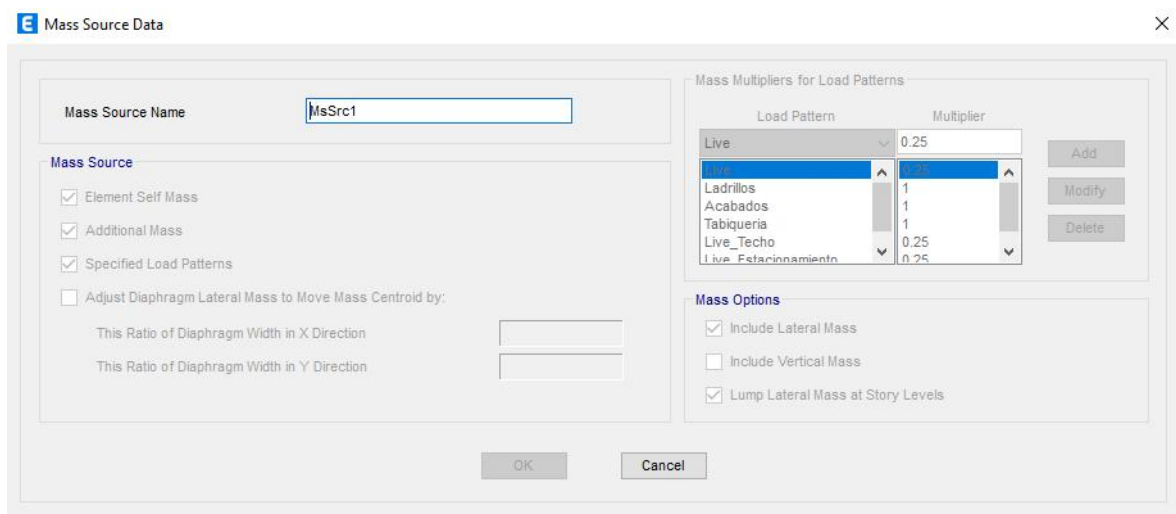 E Mass Source Data
Mass Source Name MsSrc1
Mass Source
Element Self Mass
Additional Mass
Specified Load Patterns
Adjust Diaphragm Lateral Mass to Move Mass Centroid by:
This Ratio of Diaphragm Width in X Direction
This Ratio of Diaphragm Width in Y Direction
Mass Multipliers for Load Patterns
Load Pattern Multiplier
Live 0.25
Live 0.25
Ladrillos 1
Acabados 1
Tabiqueria 1
Live_Techo 0.25
Live_Estacionamiento 0.25
Add
Modify
Delete
Mass Options
Include Lateral Mass
Include Vertical Mass
Lump Lateral Mass at Story Levels
OK Cancel